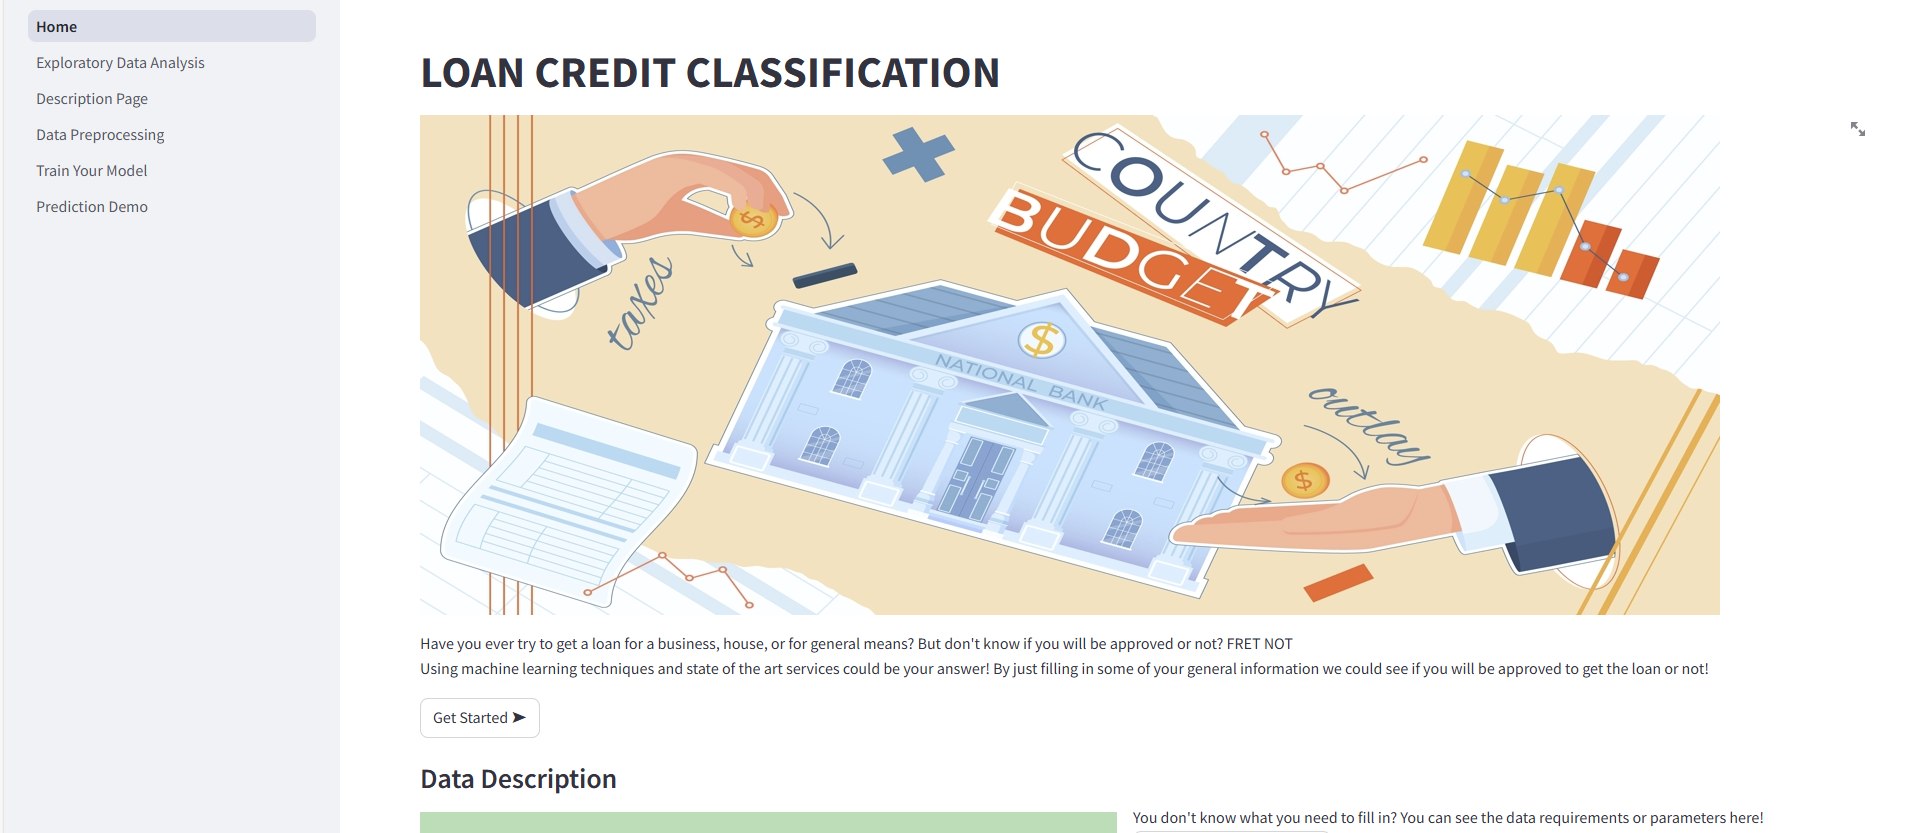 Home
Exploratory Data Analysis
Description Page
Data Preprocessing
Train Your Model
Prediction Demo
LOAN CREDIT CLASSIFICATION
COUNTRY
BUDGET
taxes
$
$
NATIONAL BANK
outlay
$
Have you ever try to get a loan for a business, house, or for general means? But don't know if you will be approved or not? FRET NOT
Using machine learning techniques and state of the art services could be your answer! By just filling in some of your general information we could see if you will be approved to get the loan or not!
Get Started ➤
Data Description
You don't know what you need to fill in? You can see the data requirements or parameters here!